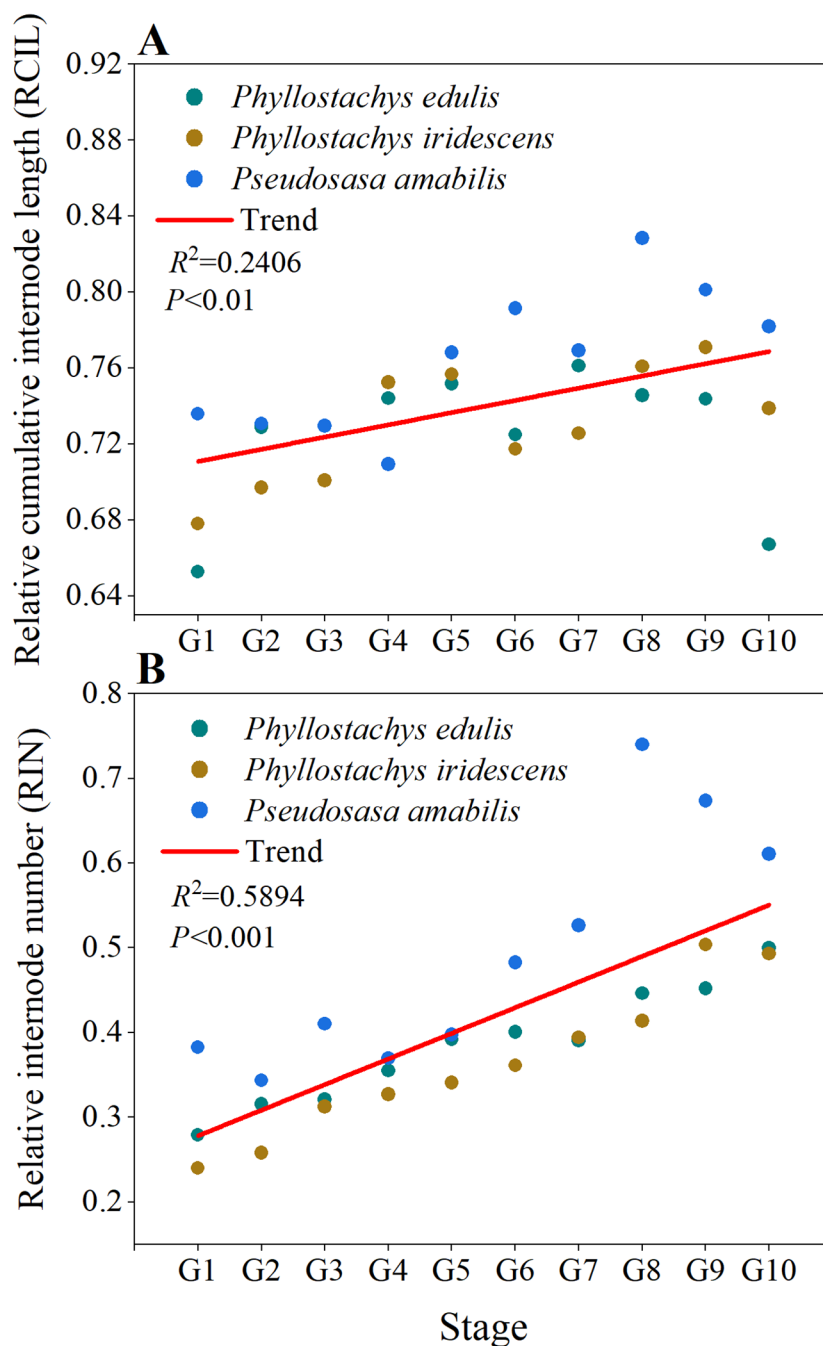 A
Relative cumulative internode length (RCIL)
0.92
0.88
0.84
0.80
0.76
0.72
0.68
0.64
Phyllostachys edulis
Phyllostachys iridescens
Pseudosasa amabilis
Trend
R²=0.2406
P<0.01
G1 G2 G3 G4 G5 G6 G7 G8 G9 G10
B
Relative internode number (RIN)
0.8
0.7
0.6
0.5
0.4
0.3
0.2
Phyllostachys edulis
Phyllostachys iridescens
Pseudosasa amabilis
Trend
R²=0.5894
P<0.001
G1 G2 G3 G4 G5 G6 G7 G8 G9 G10
Stage